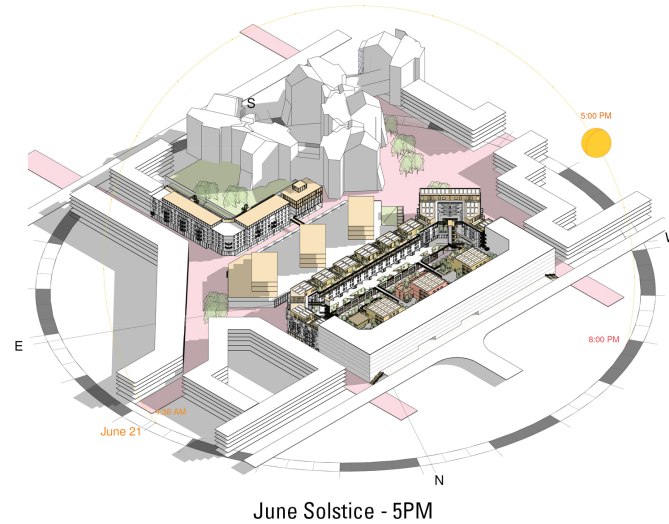 S
5:00 PM
W
8:00 PM
E
June 21
N
June Solstice - 5PM